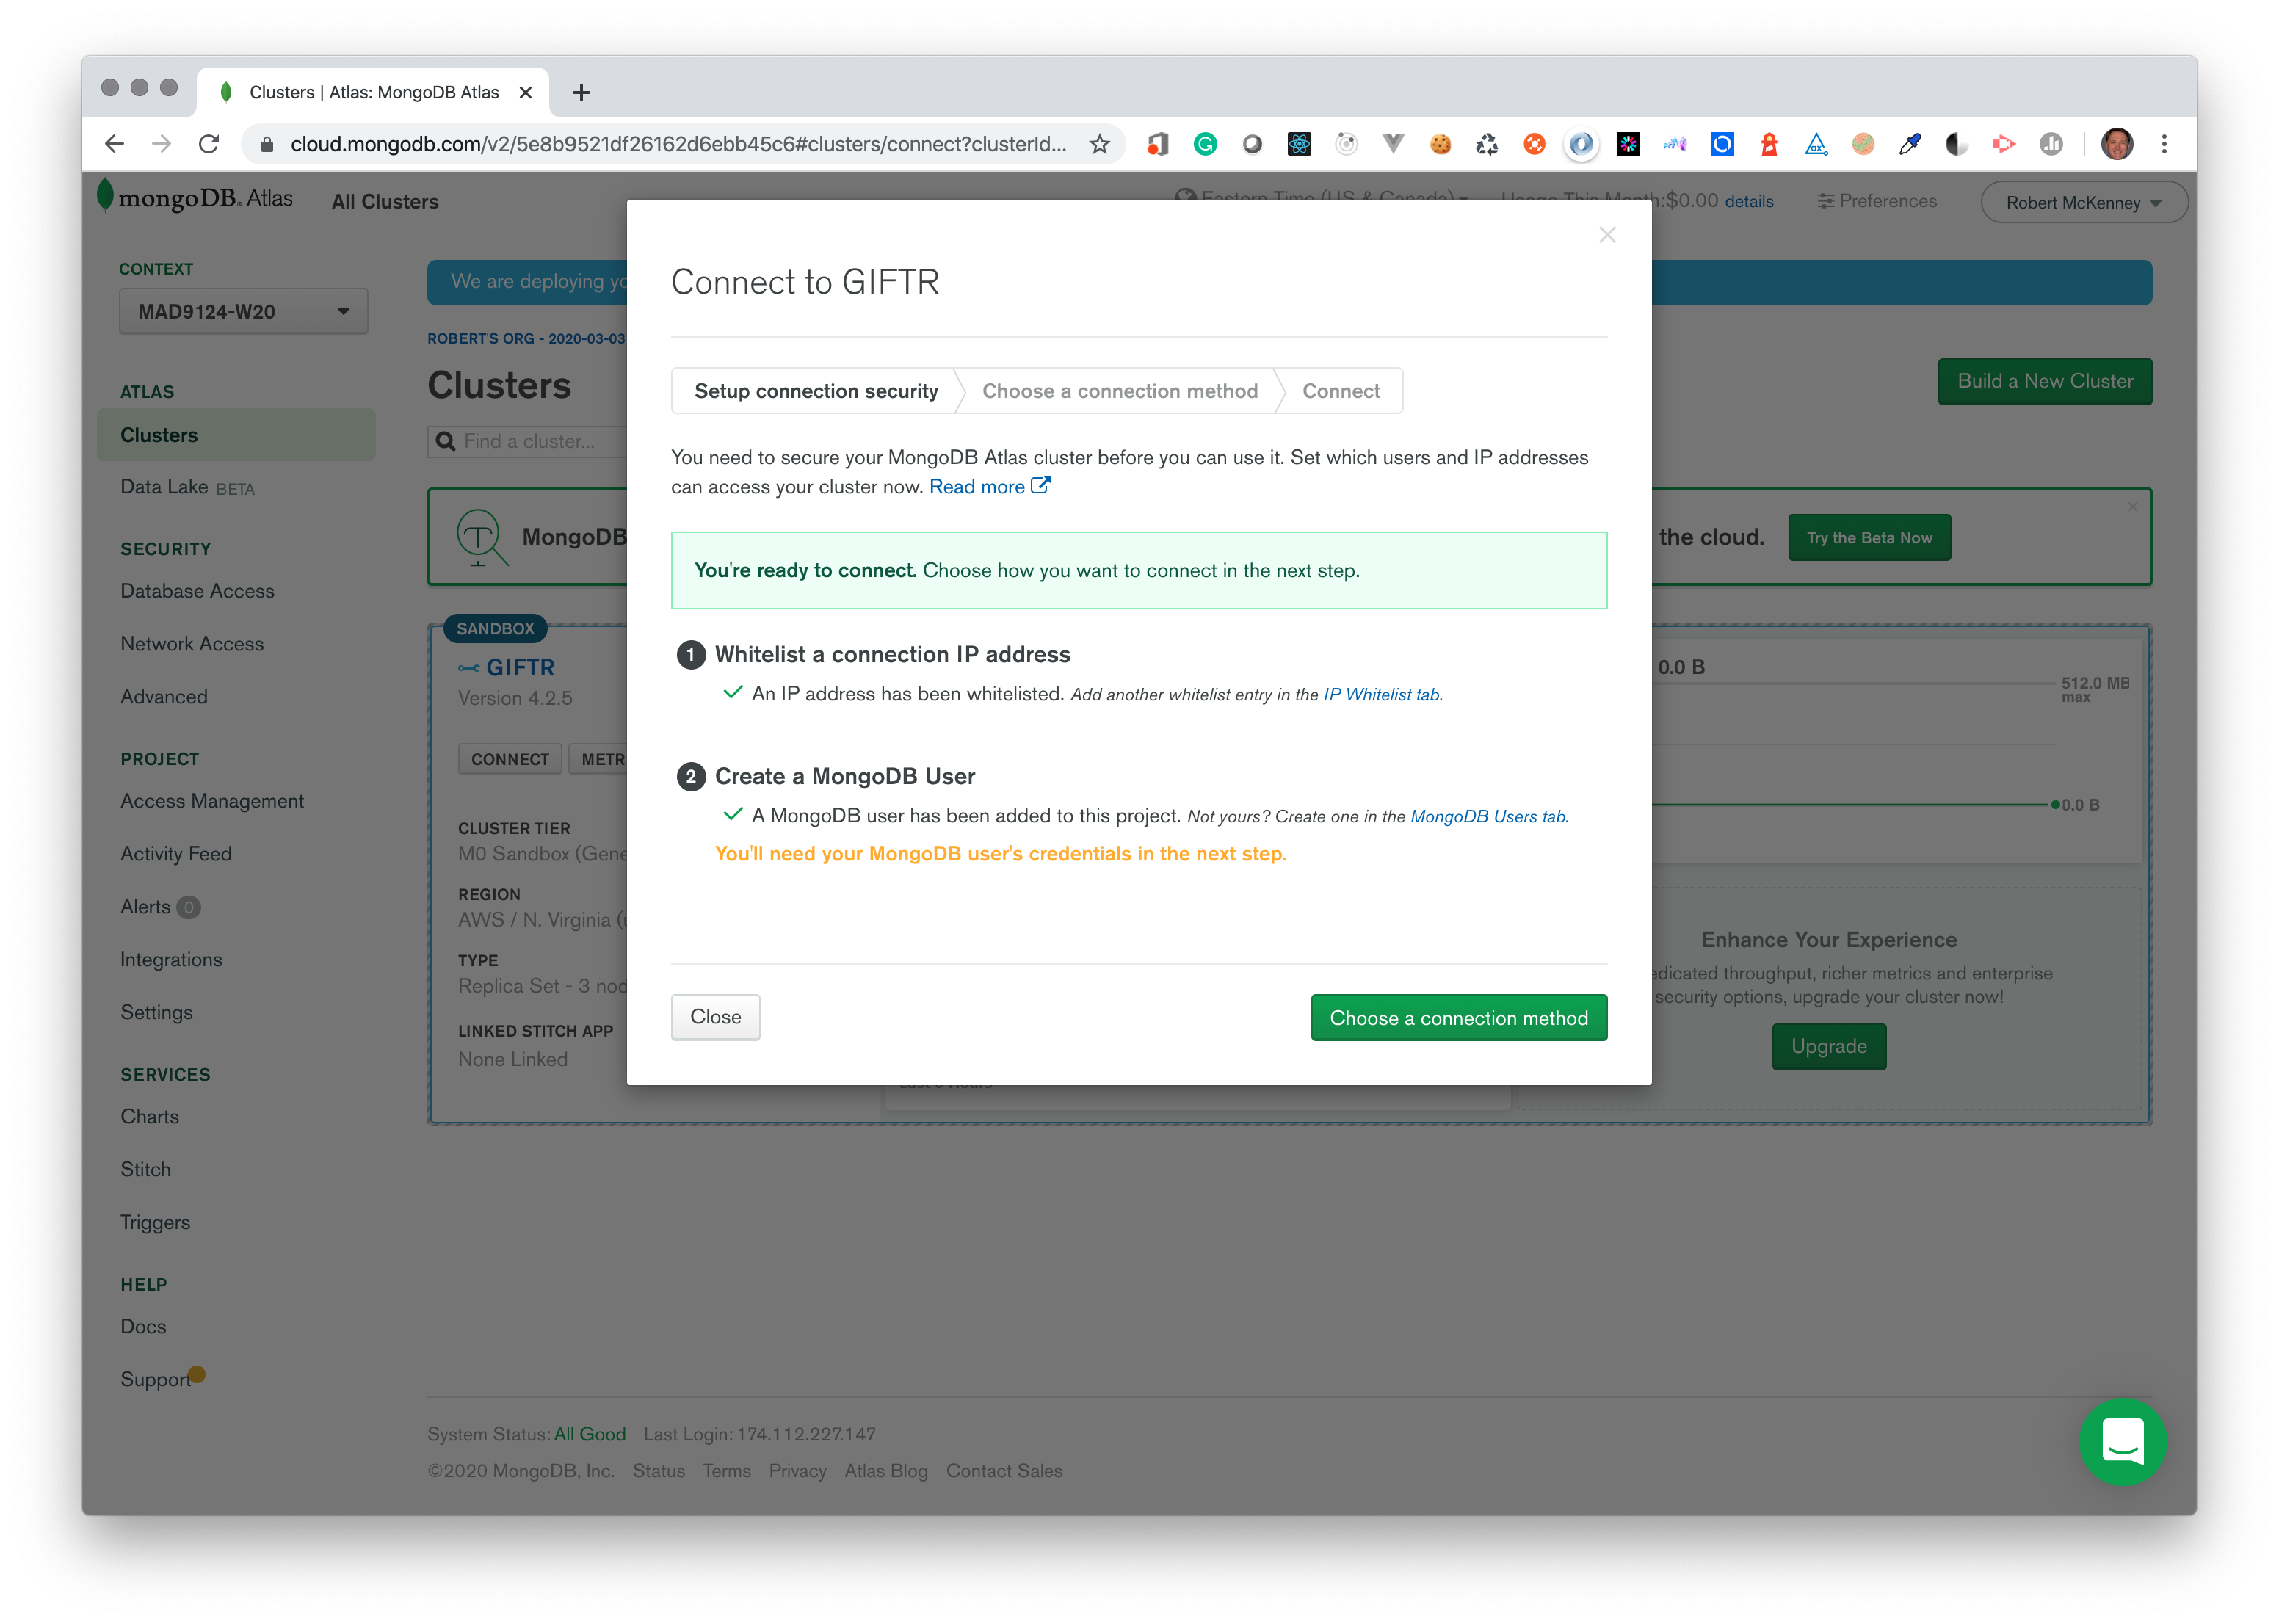 Clusters | Atlas: MongoDB Atlas
cloud.mongodb.com/v2/5e8b9521df26162d6ebb45c6#clusters/connect?clusterId...
mongoDB. Atlas
All Clusters
Eastern Time (US & Canada)
Usage This Month:$0.00 details
Preferences
Robert McKenney
CONTEXT
MAD9124-W20
ATLAS
Clusters
Data Lake BETA
SECURITY
Database Access
Network Access
Advanced
PROJECT
Access Management
Activity Feed
Alerts 0
Integrations
Settings
SERVICES
Charts
Stitch
Triggers
HELP
Docs
Support
We are deploying yo
ROBERT'S ORG - 2020-03-03
Clusters
Build a New Cluster
Find a cluster...
MongoDB
the cloud.
Try the Beta Now
SANDBOX
GIFTR
Version 4.2.5
CONNECT
METR
CLUSTER TIER
M0 Sandbox (Gene
REGION
AWS / N. Virginia (
TYPE
Replica Set - 3 nod
LINKED STITCH APP
None Linked
0.0 B
512.0 MB
max
0.0 B
Enhance Your Experience
edicated throughput, richer metrics and enterprise
security options, upgrade your cluster now!
Upgrade
Connect to GIFTR
Setup connection security
Choose a connection method
Connect
You need to secure your MongoDB Atlas cluster before you can use it. Set which users and IP addresses
can access your cluster now. Read more
You're ready to connect. Choose how you want to connect in the next step.
1 Whitelist a connection IP address
An IP address has been whitelisted. Add another whitelist entry in the IP Whitelist tab.
2 Create a MongoDB User
A MongoDB user has been added to this project. Not yours? Create one in the MongoDB Users tab.
You'll need your MongoDB user's credentials in the next step.
Close
Choose a connection method
System Status: All Good Last Login: 174.112.227.147
©2020 MongoDB, Inc. Status Terms Privacy Atlas Blog Contact Sales